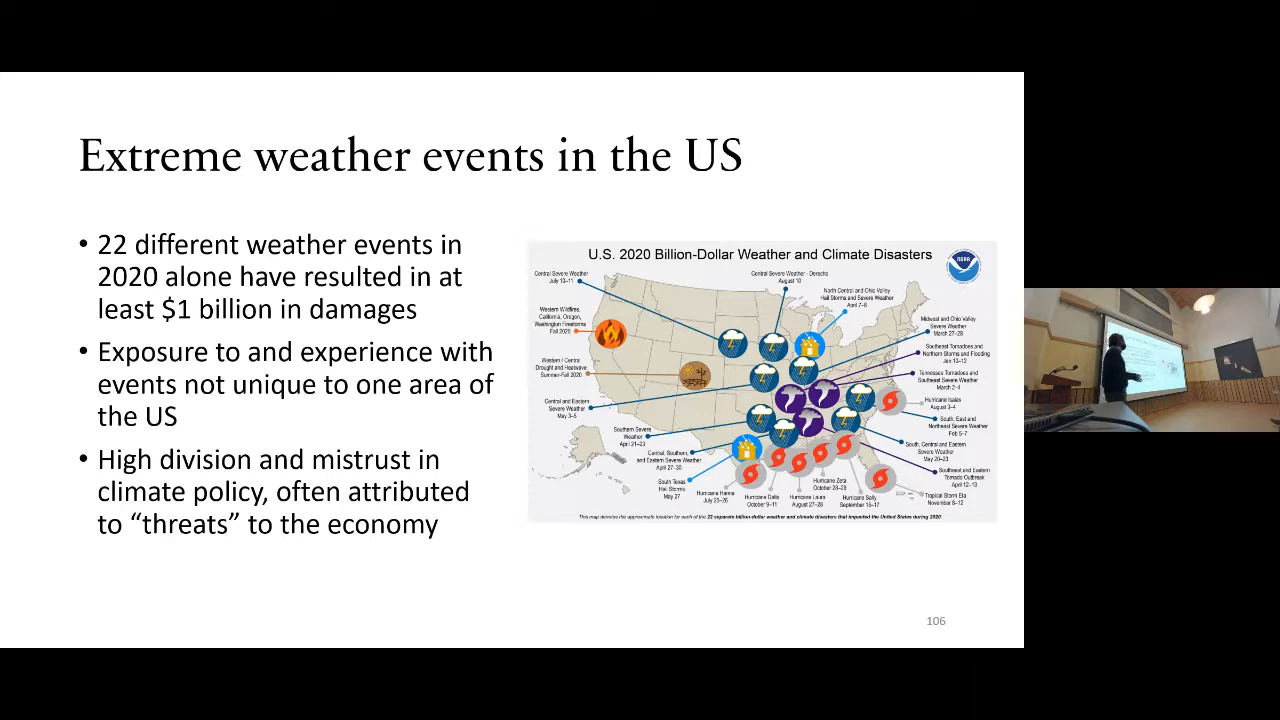 Extreme weather events in the US
• 22 different weather events in
2020 alone have resulted in at
least $1 billion in damages
• Exposure to and experience with
events not unique to one area of
the US
• High division and mistrust in
climate policy, often attributed
to “threats” to the economy
U.S. 2020 Billion-Dollar Weather and Climate Disasters
NOAA
Central Severe Weather
July 10–11
Central Severe Weather - Derecho
August 10
North Central and Ohio Valley
Hail Storms and Severe Weather
April 7–8
Western Wildfires,
California, Oregon,
Washington Firestorms
Fall 2020
Midwest and Ohio Valley
Severe Weather
March 27–28
Southeast Tornadoes and
Northern Storms and Flooding
Jan 10–12
Western / Central
Drought and Heatwave
Summer-Fall 2020
Tennessee Tornadoes and
Southeast Severe Weather
March 2–4
Central and Eastern
Severe Weather
May 3–5
Hurricane Isaias
August 3–4
South, East and
Northeast Severe Weather
Feb 5–7
Southern Severe
Weather
April 21–23
South, Central and Eastern
Severe Weather
May 20–23
Central, Southern,
and Eastern Severe Weather
April 27–30
Southeast and Eastern
Tornado Outbreak
April 12–13
South Texas
Hail Storms
May 27
Hurricane Hanna
July 25–26
Hurricane Delta
October 9–11
Hurricane Laura
August 27–28
Hurricane Zeta
October 28–29
Hurricane Sally
September 15–17
Tropical Storm Eta
November 8–12
This map denotes the approximate location for each of the 22 separate billion-dollar weather and climate disasters that impacted the United States during 2020
106